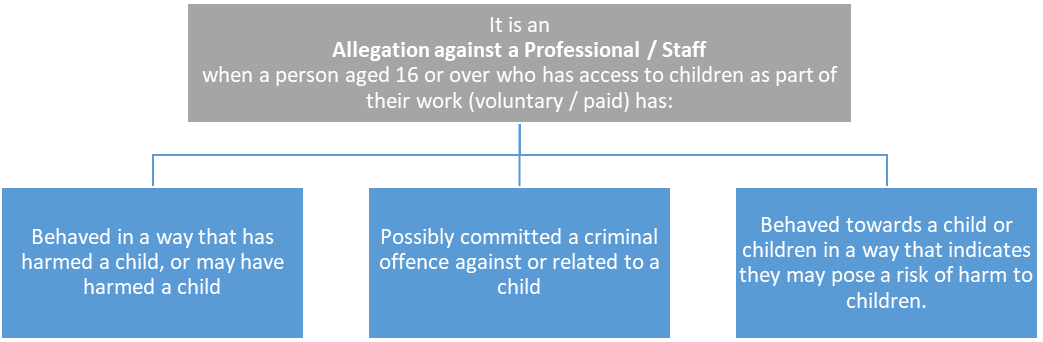 It is an
Allegation against a Professional / Staff
when a person aged 16 or over who has access to children as part of
their work (voluntary / paid) has:
Behaved in a way that has
harmed a child, or may have
harmed a child
Possibly committed a criminal
offence against or related to a
child
Behaved towards a child or
children in a way that indicates
they may pose a risk of harm to
children.